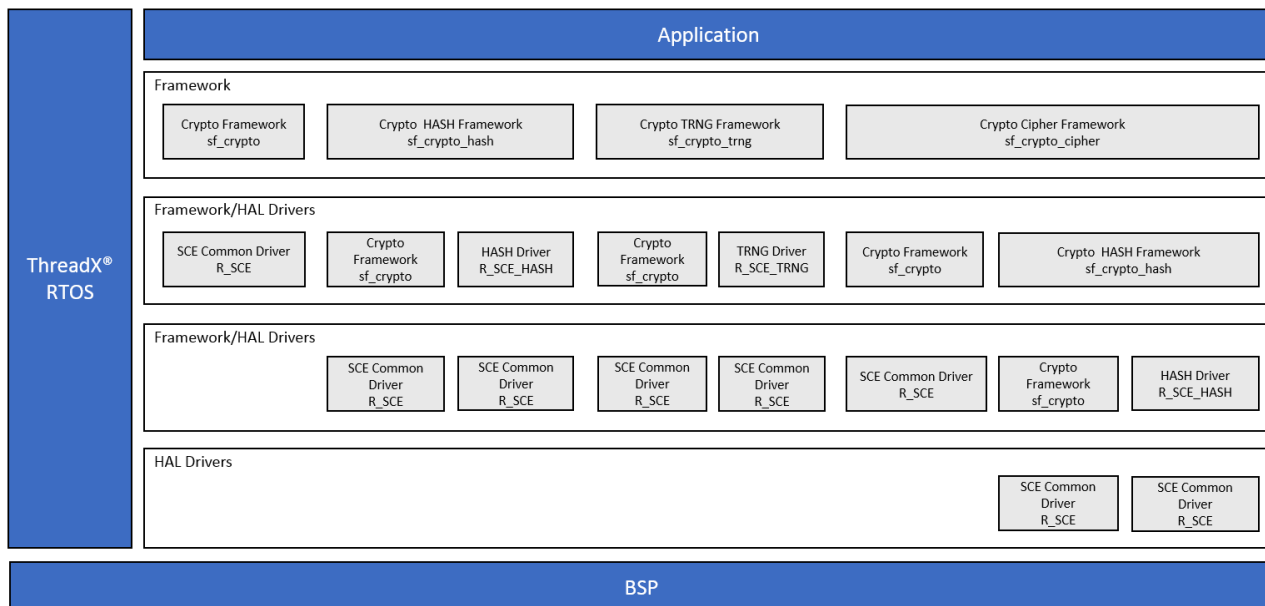 ThreadX®
RTOS
Application
Framework
Crypto Framework
sf_crypto
Crypto HASH Framework
sf_crypto_hash
Crypto TRNG Framework
sf_crypto_trng
Crypto Cipher Framework
sf_crypto_cipher
Framework/HAL Drivers
SCE Common Driver
R_SCE
Crypto
Framework
sf_crypto
HASH Driver
R_SCE_HASH
Crypto
Framework
sf_crypto
TRNG Driver
R_SCE_TRNG
Crypto Framework
sf_crypto
Crypto HASH Framework
sf_crypto_hash
Framework/HAL Drivers
SCE Common
Driver
R_SCE
SCE Common
Driver
R_SCE
SCE Common
Driver
R_SCE
SCE Common
Driver
R_SCE
SCE Common Driver
R_SCE
Crypto
Framework
sf_crypto
HASH Driver
R_SCE_HASH
HAL Drivers
SCE Common
Driver
R_SCE
SCE Common
Driver
R_SCE
BSP